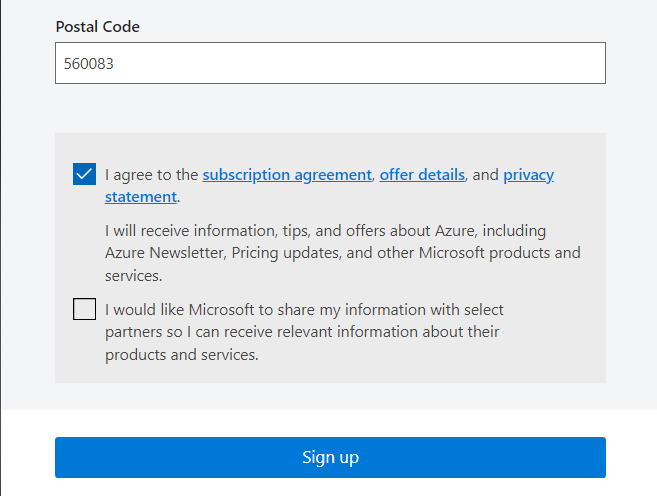 Postal Code
560083
I agree to the subscription agreement, offer details, and privacy
statement.
I will receive information, tips, and offers about Azure, including
Azure Newsletter, Pricing updates, and other Microsoft products and
services.
I would like Microsoft to share my information with select
partners so I can receive relevant information about their
products and services.
Sign up